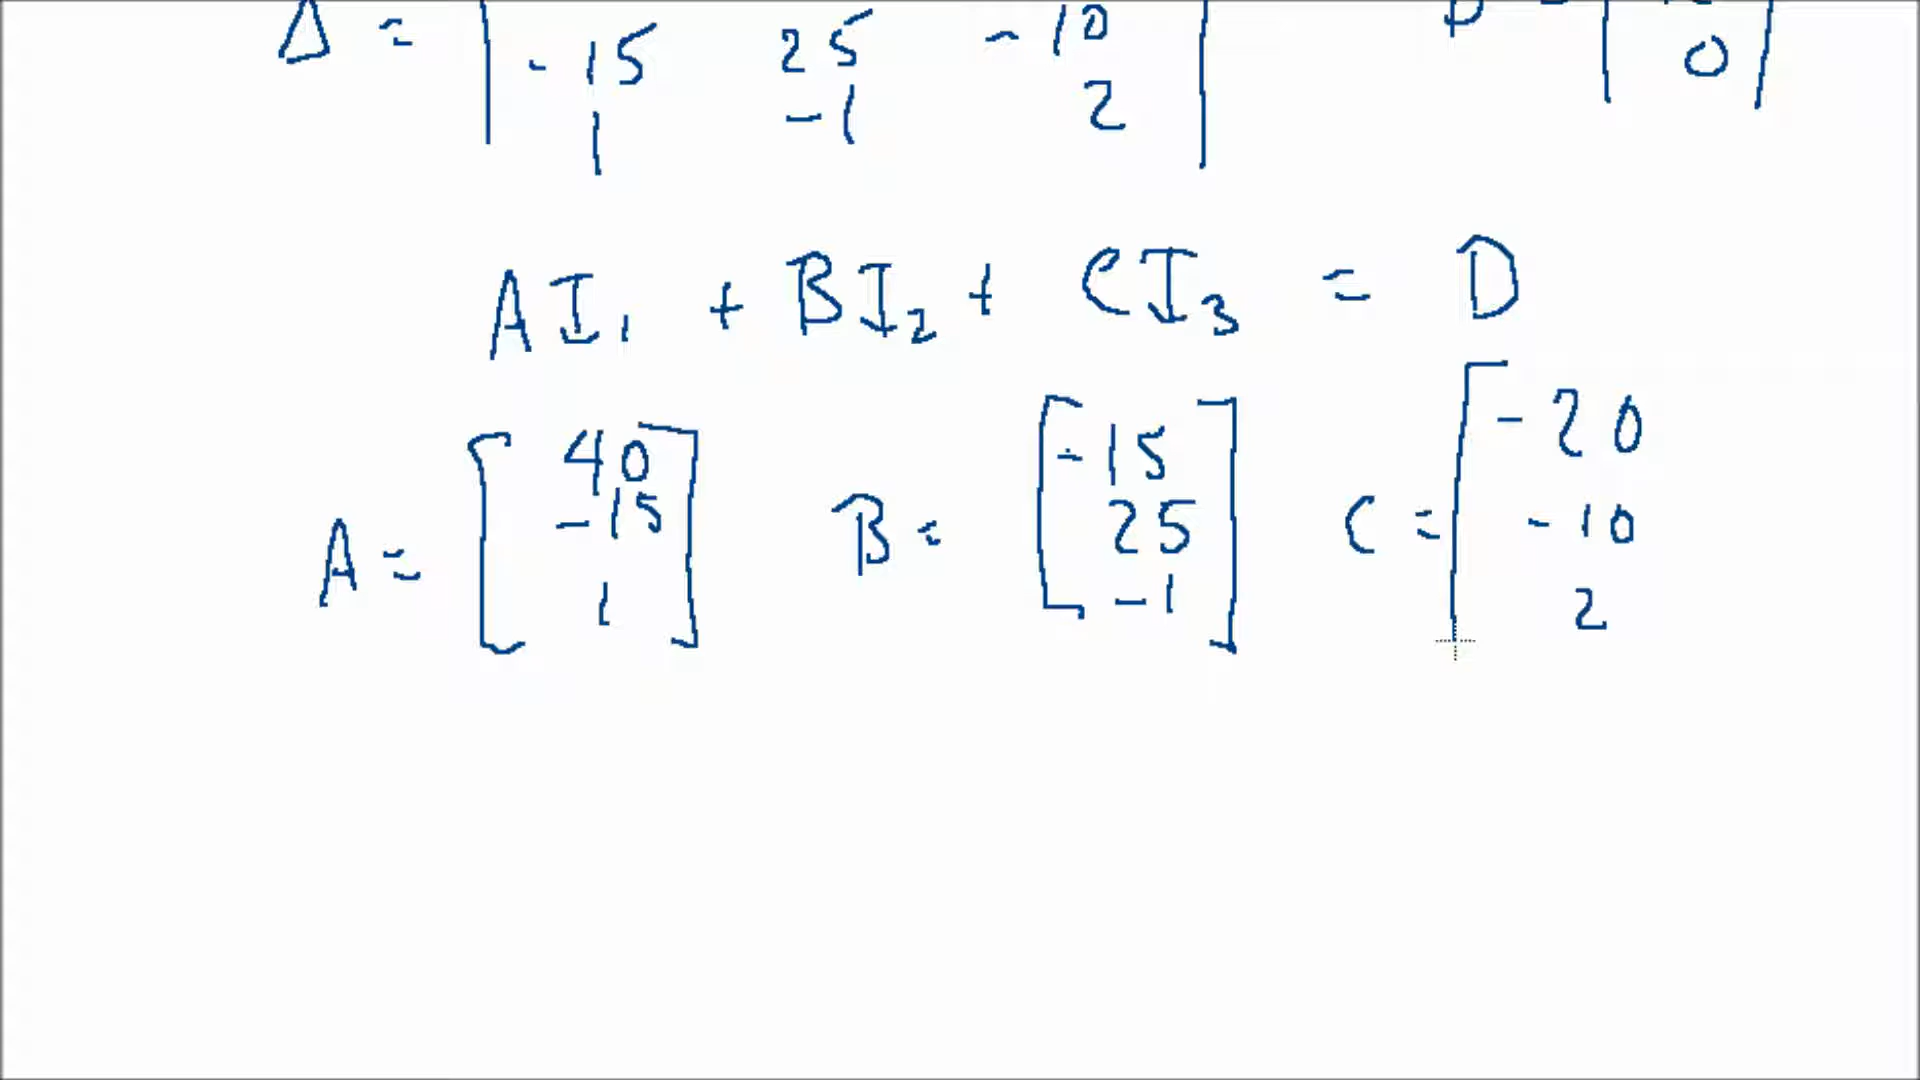 Δ = | -15 25 -10 |
1 -1 2
0
AI₁ + BI₂ + CI₃ = D
A = [ 40 -15 1 ] B = [ -15 25 -1 ] C = [ -20 -10 2